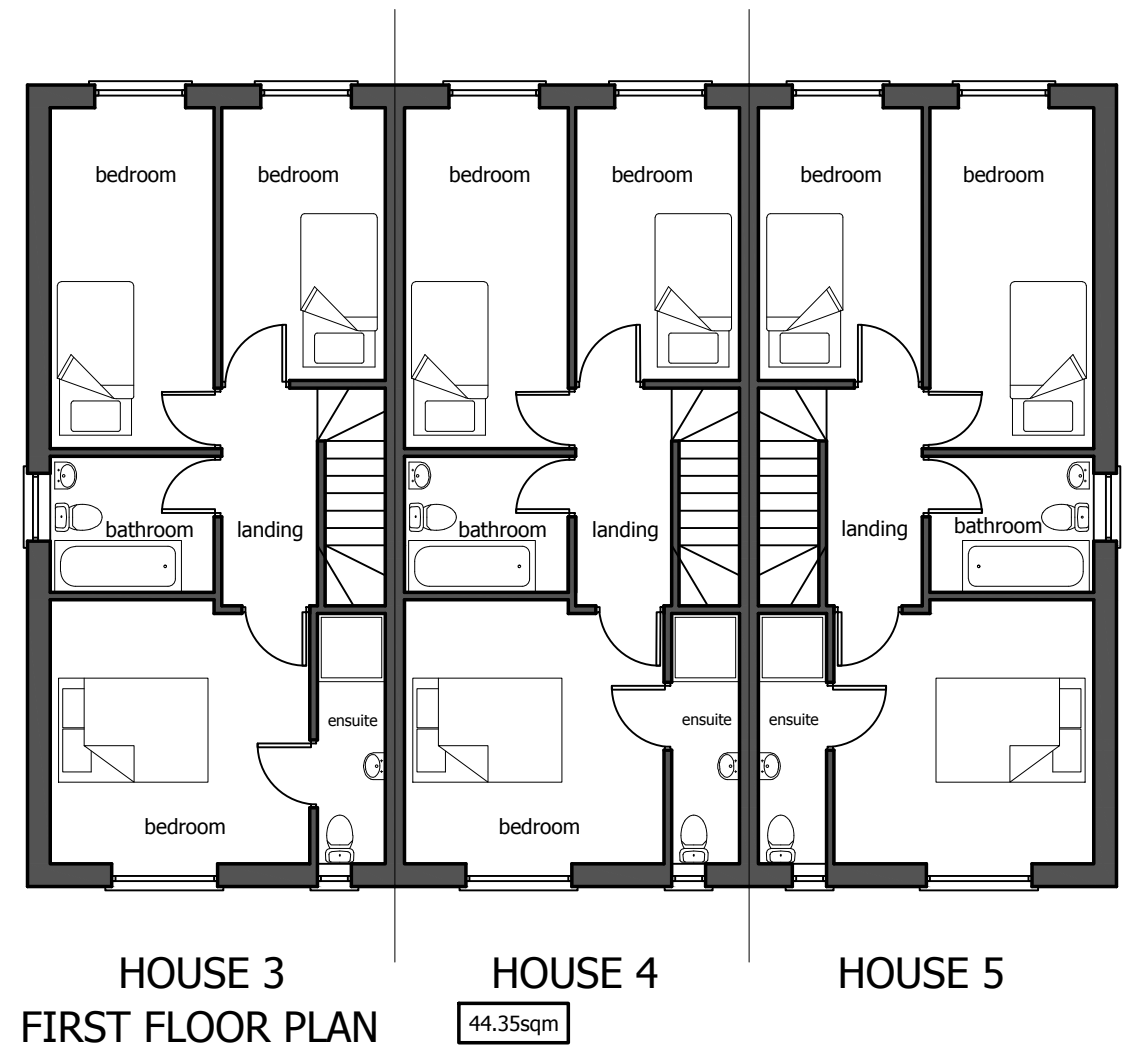 bedroom bedroom bedroom bedroom bedroom bedroom
bathroom landing bathroom landing landing bathroom
ensuite ensuite ensuite
bedroom bedroom
HOUSE 3 HOUSE 4 HOUSE 5
FIRST FLOOR PLAN 44.35sqm